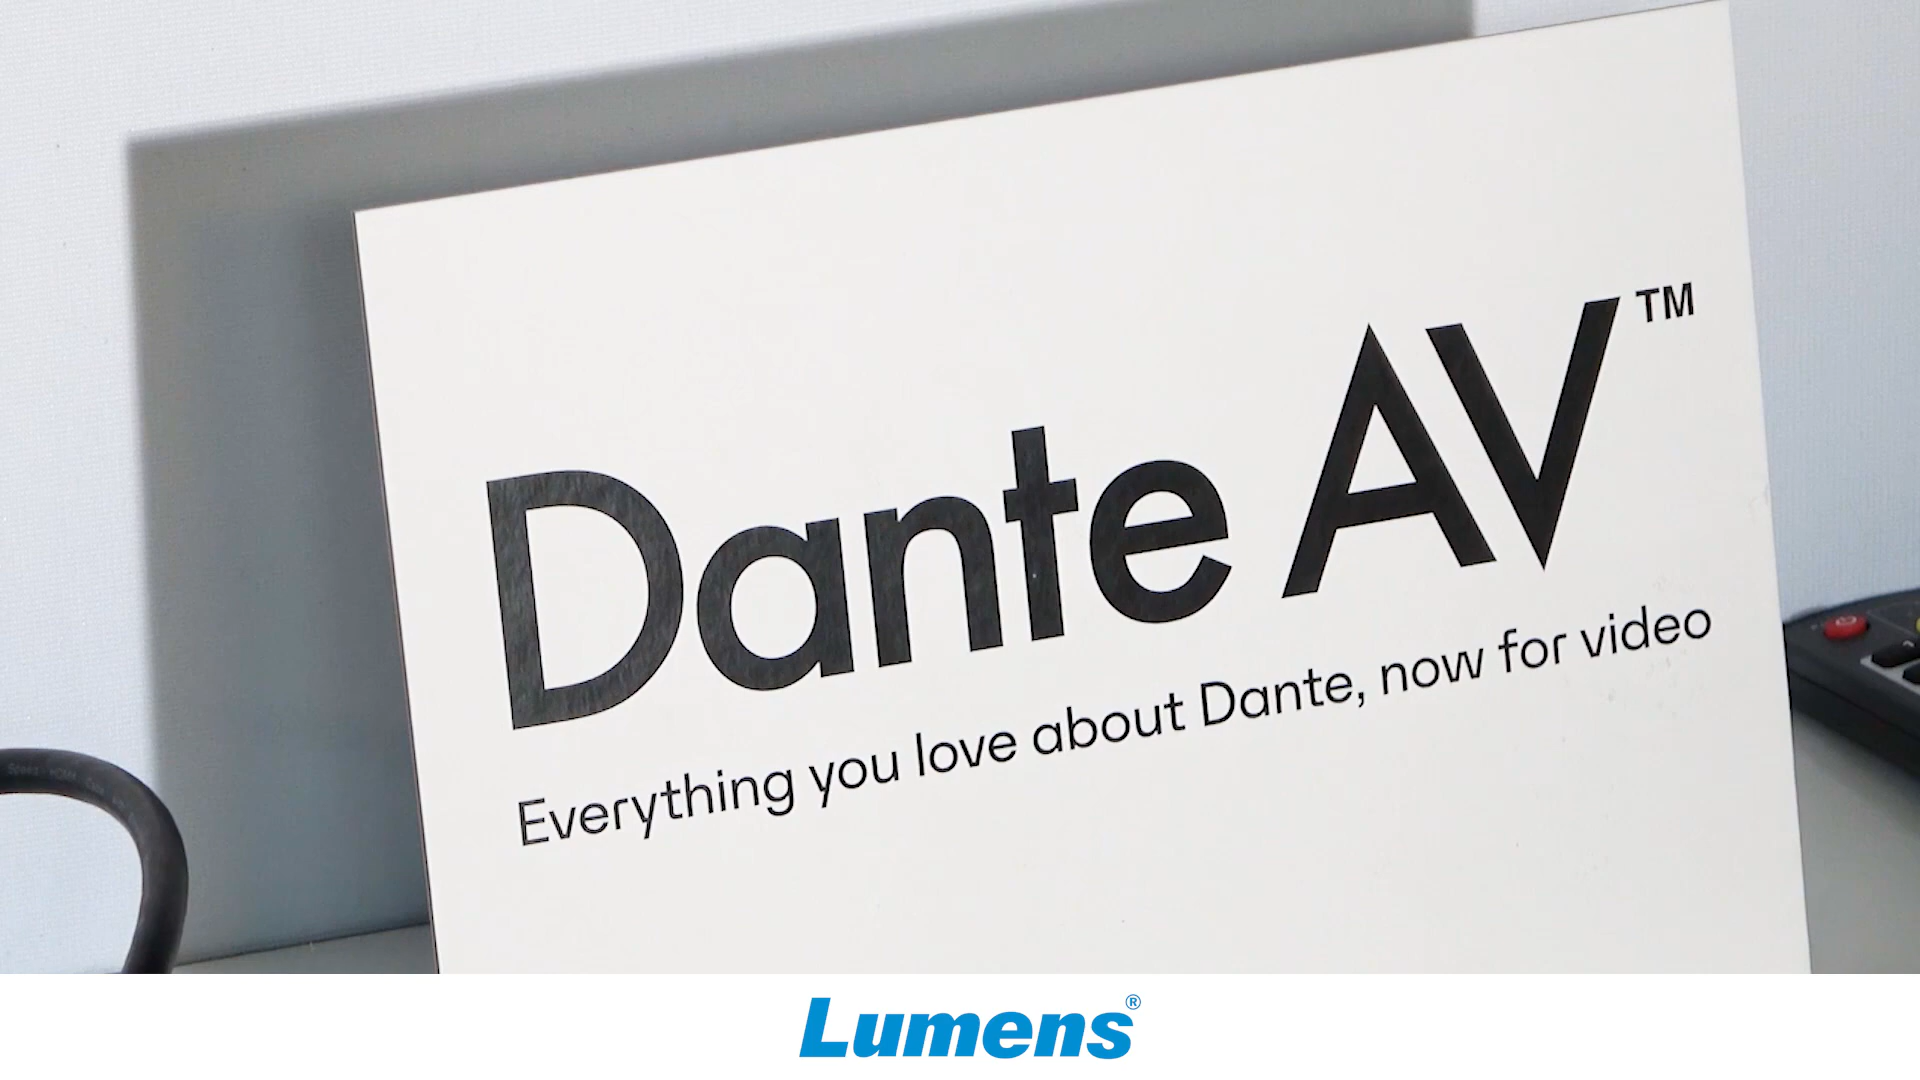 Dante AV™
Everything you love about Dante, now for video
Lumens®